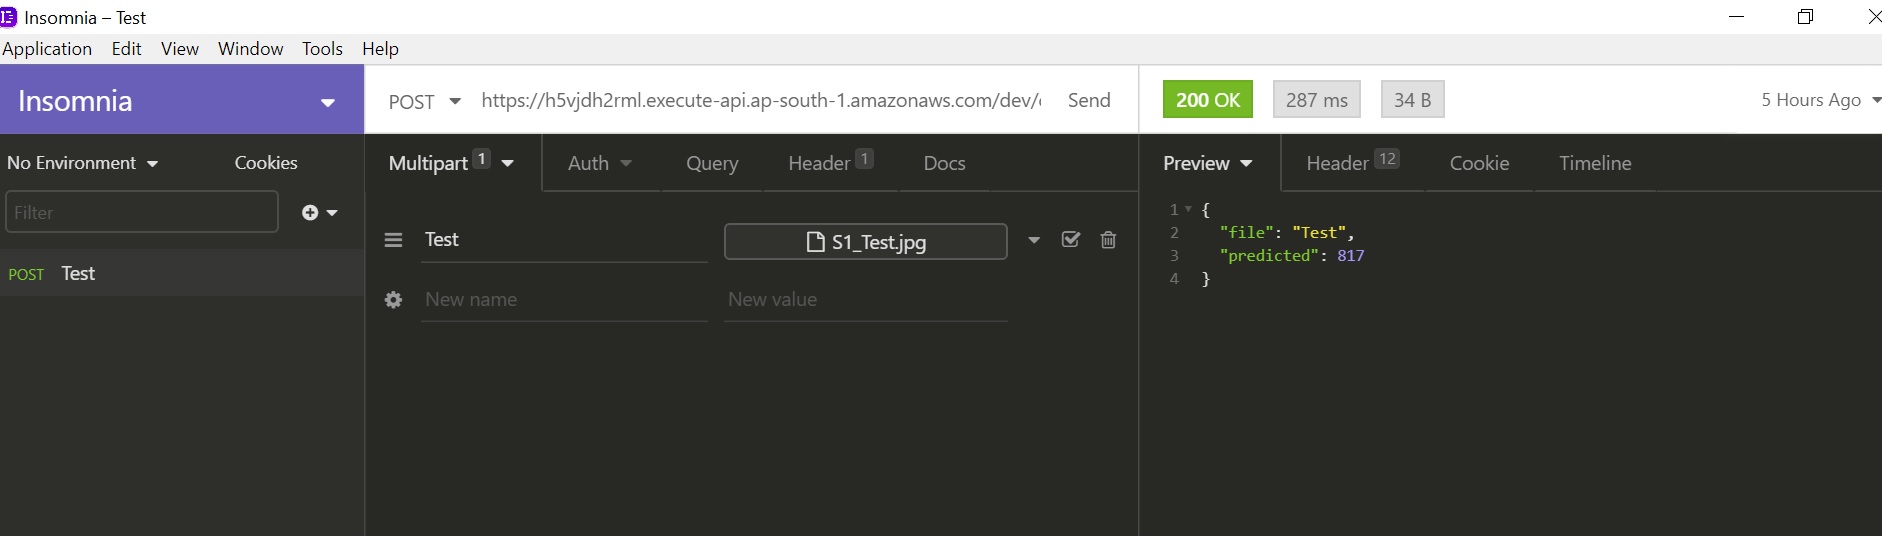 Insomnia – Test
Application Edit View Window Tools Help
Insomnia
POST https://h5vjdh2rml.execute-api.ap-south-1.amazonaws.com/dev/ Send
200 OK 287 ms 34 B 5 Hours Ago
No Environment Cookies
Multipart 1 Auth Query Header 1 Docs
Preview Header 12 Cookie Timeline
Filter
POST Test
Test S1_Test.jpg
New name New value
1 {
2 "file": "Test",
3 "predicted": 817
4 }